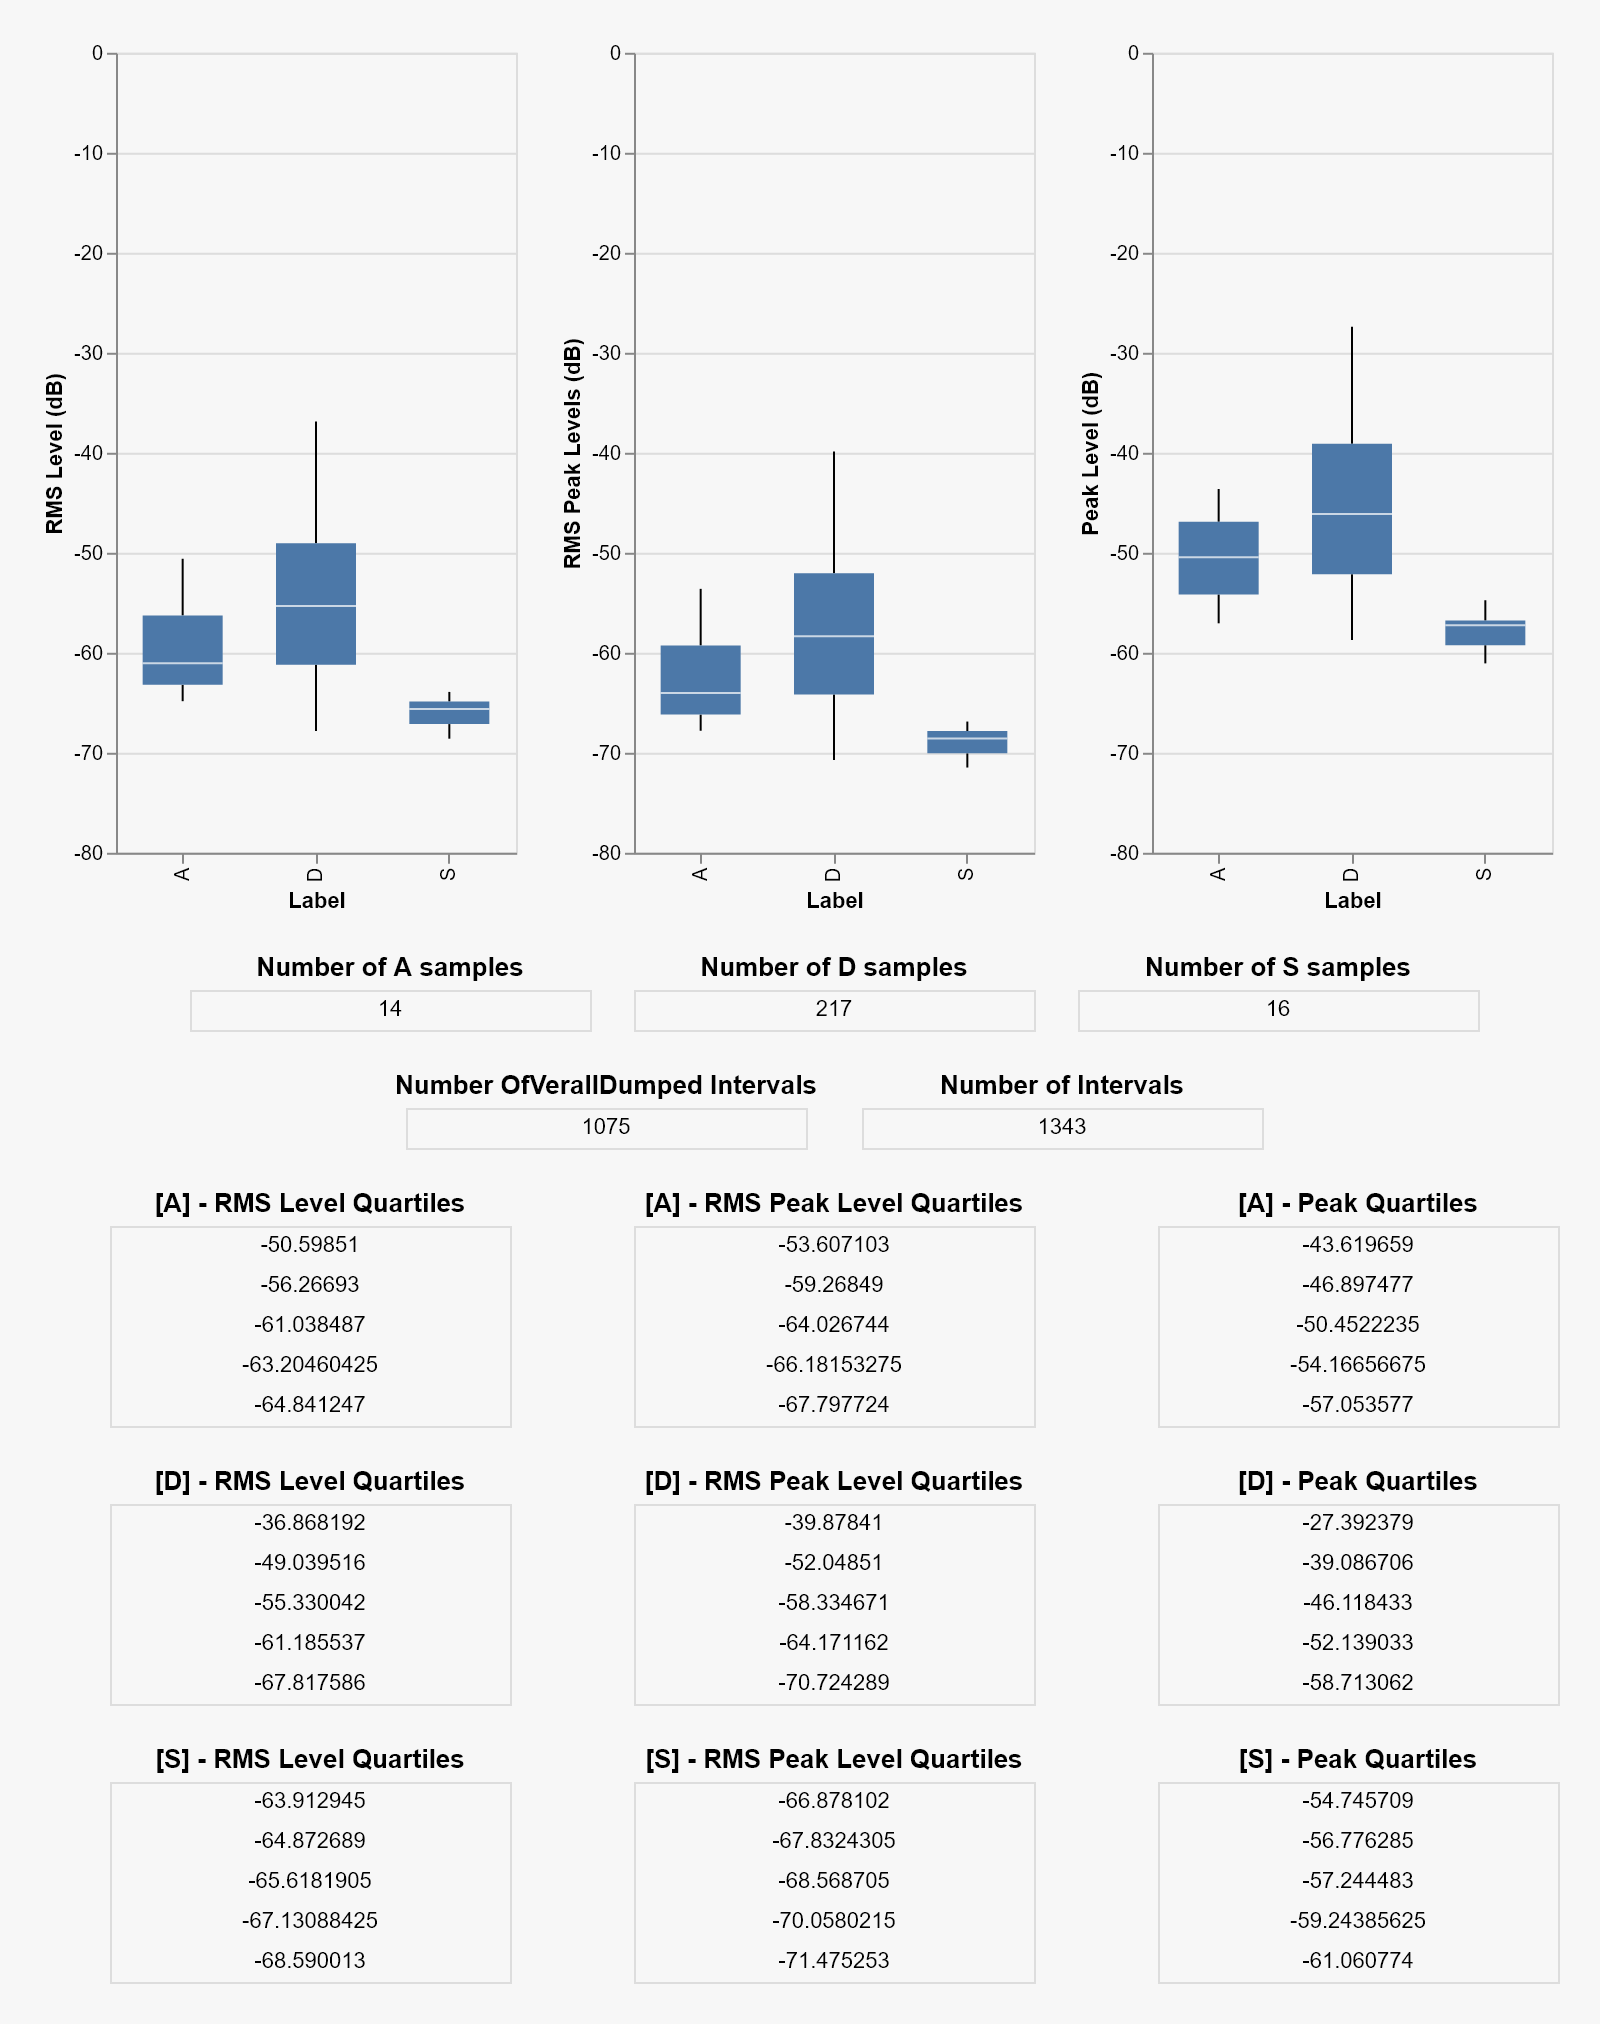 0
-10
-20
-30
-40
-50
-60
-70
-80
RMS Level (dB)
A
D
S
Label
0
-10
-20
-30
-40
-50
-60
-70
-80
RMS Peak Levels (dB)
A
D
S
Label
0
-10
-20
-30
-40
-50
-60
-70
-80
Peak Level (dB)
A
D
S
Label
Number of A samples
14
Number of D samples
217
Number of S samples
16
Number OfVerallDumped Intervals
1075
Number of Intervals
1343
[A] - RMS Level Quartiles
-50.59851
-56.26693
-61.038487
-63.20460425
-64.841247
[A] - RMS Peak Level Quartiles
-53.607103
-59.26849
-64.026744
-66.18153275
-67.797724
[A] - Peak Quartiles
-43.619659
-46.897477
-50.4522235
-54.16656675
-57.053577
[D] - RMS Level Quartiles
-36.868192
-49.039516
-55.330042
-61.185537
-67.817586
[D] - RMS Peak Level Quartiles
-39.87841
-52.04851
-58.334671
-64.171162
-70.724289
[D] - Peak Quartiles
-27.392379
-39.086706
-46.118433
-52.139033
-58.713062
[S] - RMS Level Quartiles
-63.912945
-64.872689
-65.6181905
-67.13088425
-68.590013
[S] - RMS Peak Level Quartiles
-66.878102
-67.8324305
-68.568705
-70.0580215
-71.475253
[S] - Peak Quartiles
-54.745709
-56.776285
-57.244483
-59.24385625
-61.060774